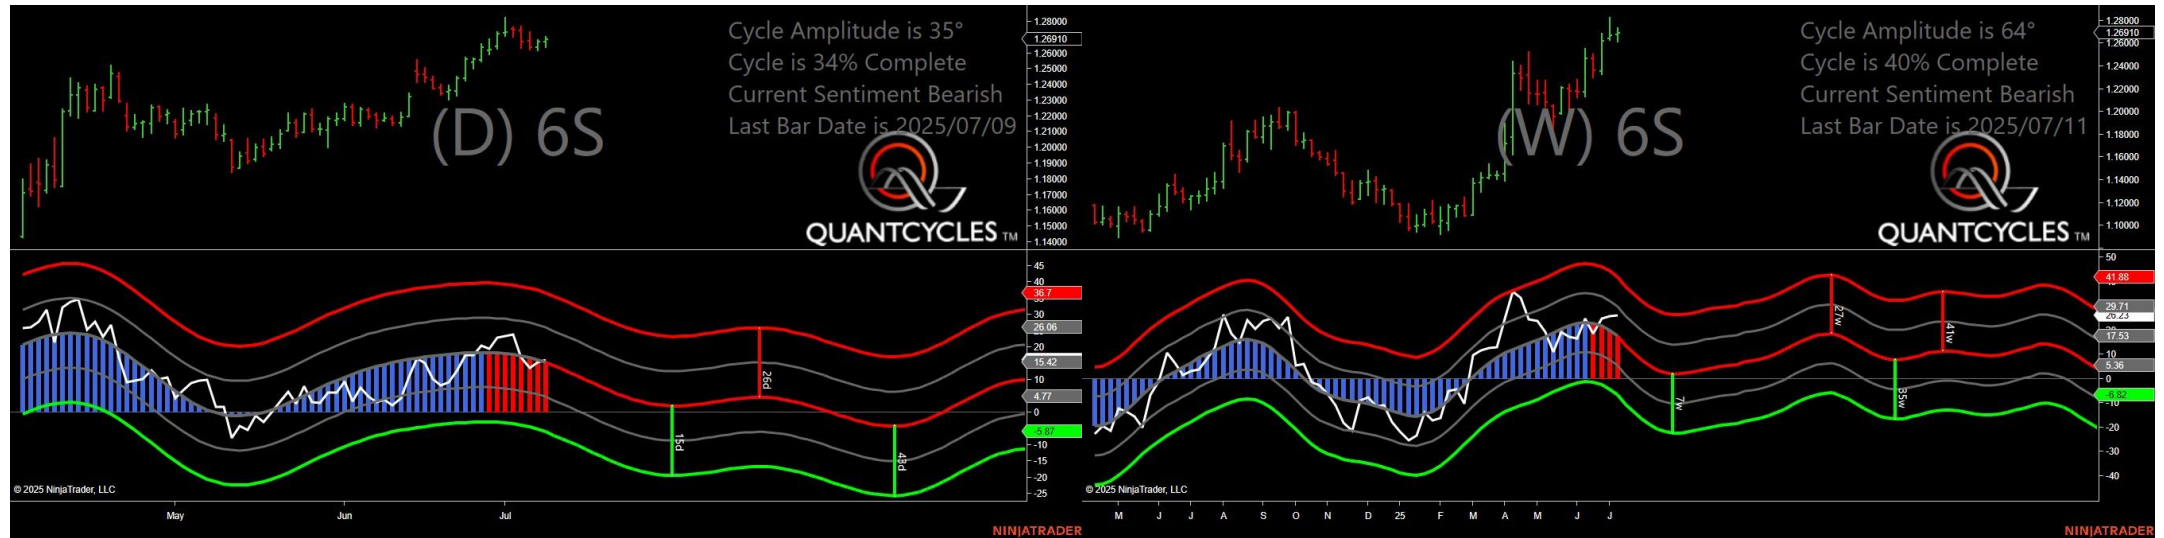 Cycle Amplitude is 35°
Cycle is 34% Complete
Current Sentiment Bearish
Last Bar Date is 2025/07/09
(D) 6S
QUANTCYCLES TM
1.28000
1.26910
1.26000
1.25000
1.24000
1.23000
1.22000
1.21000
1.20000
1.19000
1.18000
1.17000
1.16000
1.15000
1.14000
45
40
36.7
30
26.06
20
15.42
10
4.77
0
-5.87
-10
-15
-20
-25
15d
26d
43d
© 2025 NinjaTrader, LLC
May Jun Jul
NINJATRADER
Cycle Amplitude is 64°
Cycle is 40% Complete
Current Sentiment Bearish
Last Bar Date is 2025/07/11
(W) 6S
QUANTCYCLES TM
1.28000
1.26910
1.26000
1.24000
1.22000
1.20000
1.18000
1.16000
1.14000
1.12000
1.10000
50
41.88
29.71
26.23
17.53
10
5.36
0
-6.82
-10
-20
-30
-40
7w
27w
35w
41w
© 2025 NinjaTrader, LLC
M J J A S O N D 25 F M A M J J
NINJATRADER